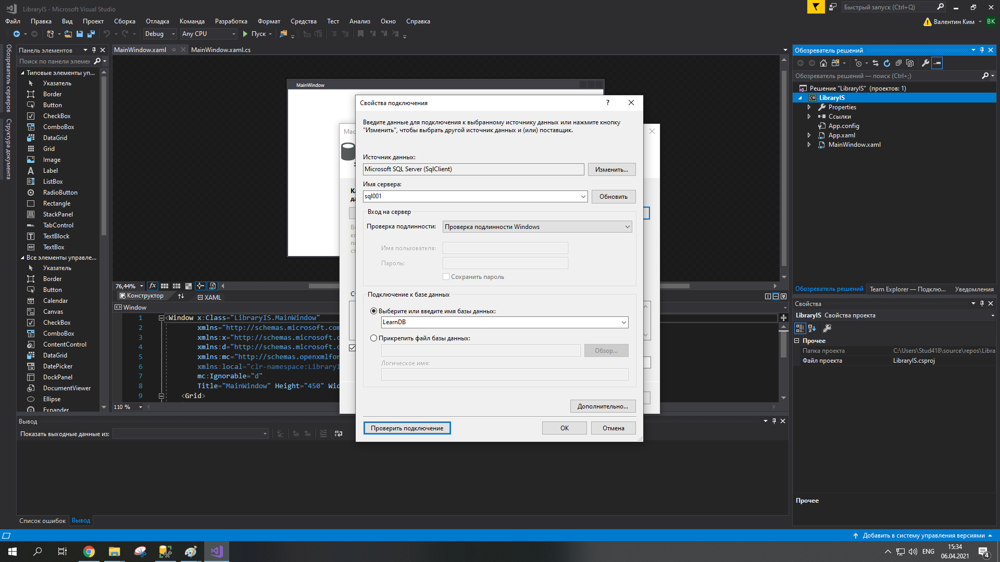 LibraryIS - Microsoft Visual Studio
Быстрый запуск (Ctrl+Q)
Файл Правка Вид Проект Сборка Отладка Команда Разработка Формат Средства Тест Анализ Окно Справка
Валентин Ким
ВК
Debug
Any CPU
Пуск
Обозреватель серверов
Структура документа
Панель элементов
Поиск по панели элемен
Типовые элементы уп...
Указатель
Border
Button
CheckBox
ComboBox
DataGrid
Grid
Image
Label
ListBox
RadioButton
Rectangle
StackPanel
TabControl
TextBlock
TextBox
Все элементы управле...
Указатель
Border
Button
Calendar
Canvas
CheckBox
ComboBox
ContentControl
DataGrid
DatePicker
DockPanel
DocumentViewer
Ellipse
Expander
MainWindow.xaml
MainWindow.xaml.cs
MainWindow
Мас
Свойства подключения
?
Введите данные для подключения к выбранному источнику данных или нажмите кнопку
"Изменить", чтобы выбрать другой источник данных и (или) поставщик.
Источник данных:
Microsoft SQL Server (SqlClient)
Изменить...
Имя сервера:
sql001
Обновить
Вход на сервер
Проверка подлинности:
Проверка подлинности Windows
Имя пользователя:
Пароль:
Сохранить пароль
Подключение к базе данных
Выберите или введите имя базы данных:
LearnDB
Прикрепить файл базы данных:
Обзор...
Логическое имя:
Дополнительно...
Проверить подключение
ОК
Отмена
76,44%
Конструктор
XAML
Window
1 <Window x:Class="LibraryIS.MainWindow"
2 xmlns="http://schemas.microsoft.com
3 xmlns:x="http://schemas.microsoft.c
4 xmlns:d="http://schemas.microsoft.c
5 xmlns:mc="http://schemas.openxmlfor
6 xmlns:local="clr-namespace:LibraryI
7 mc:Ignorable="d"
8 Title="MainWindow" Height="450" Wid
9 <Grid>
110 %
Вывод
Показать выходные данные из:
Список ошибок
Вывод
Обозреватель решений
Обозреватель решений — поиск (Ctrl+;)
Решение "LibraryIS" (проектов: 1)
LibraryIS
Properties
Ссылки
App.config
App.xaml
MainWindow.xaml
Обозреватель решений
Team Explorer — Подклю...
Уведомления
Свойства
LibraryIS Свойства проекта
Прочее
Папка проекта C:\Users\Stud418\source\repos\Libra
Файл проекта LibraryIS.csproj
Прочее
Добавить в систему управления версиями
ENG
15:34
06.04.2021
4